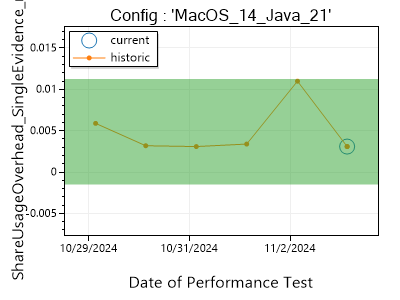 Config : 'MacOS_14_Java_21'
current
historic
ShareUsageOverhead_SingleEvidence_
0.015
0.01
0.005
0
-0.005
10/29/2024
10/31/2024
11/2/2024
Date of Performance Test